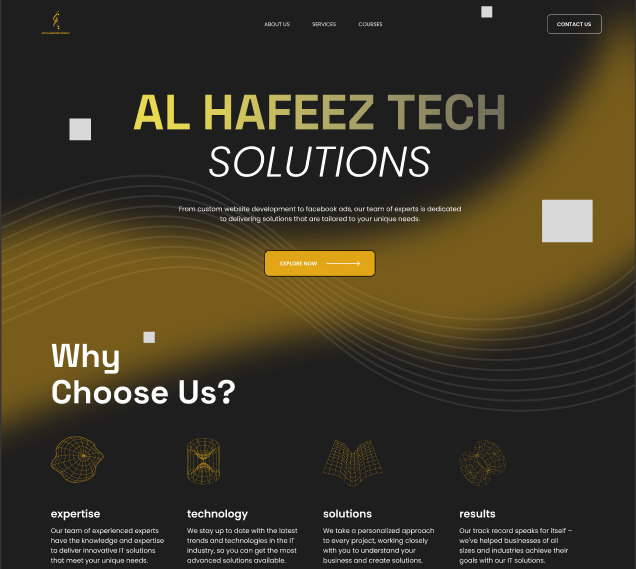 ABOUT US
SERVICES
COURSES
CONTACT US
AL HAFEEZ TECH
SOLUTIONS
From custom website development to facebook ads, our team of experts is dedicated
to delivering solutions that are tailored to your unique needs.
EXPLORE NOW
Why
Choose Us?
expertise
Our team of experienced experts
have the knowledge and expertise
to deliver innovative IT solutions
that meet your unique needs.
technology
We stay up to date with the latest
trends and technologies in the IT
industry, so you can get the most
advanced solutions available.
solutions
We take a personalized approach
to every project, working closely
with you to understand your
business and create solutions.
results
Our track record speaks for itself –
we've helped businesses of all
sizes and industries achieve their
goals with our IT solutions.